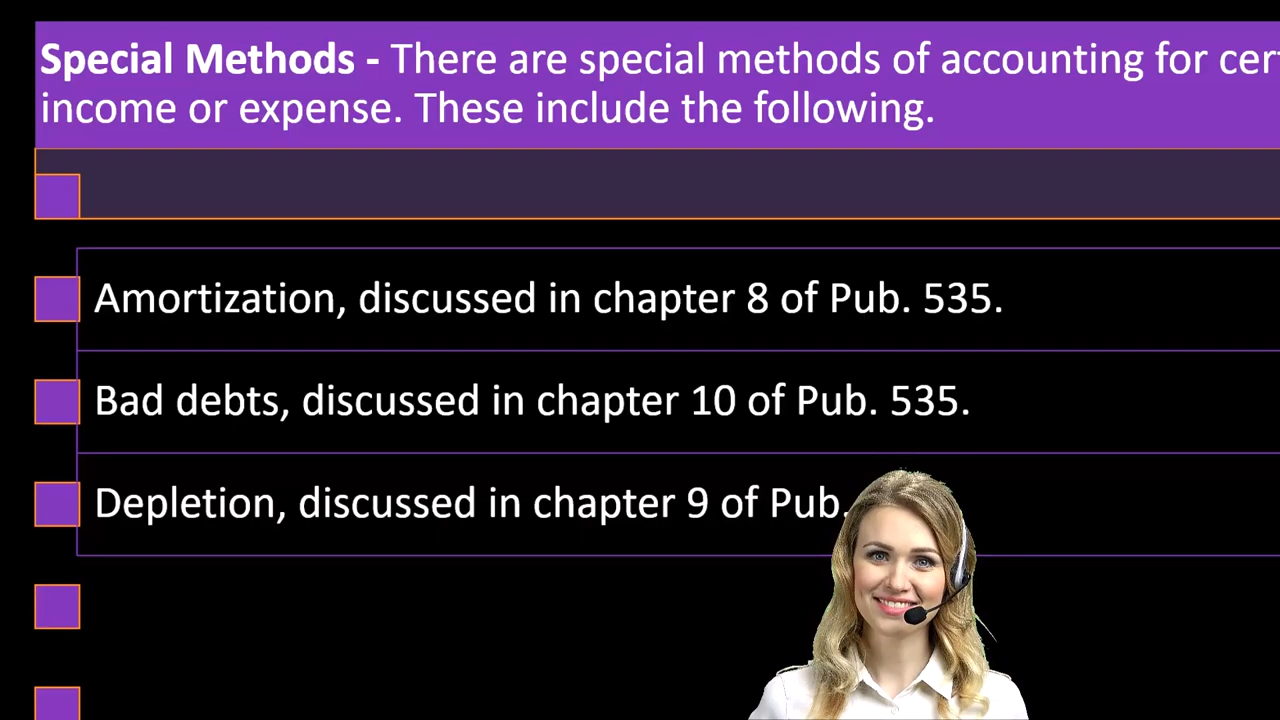 Special Methods - There are special methods of accounting for cer
income or expense. These include the following.
Amortization, discussed in chapter 8 of Pub. 535.
Bad debts, discussed in chapter 10 of Pub. 535.
Depletion, discussed in chapter 9 of Pub.